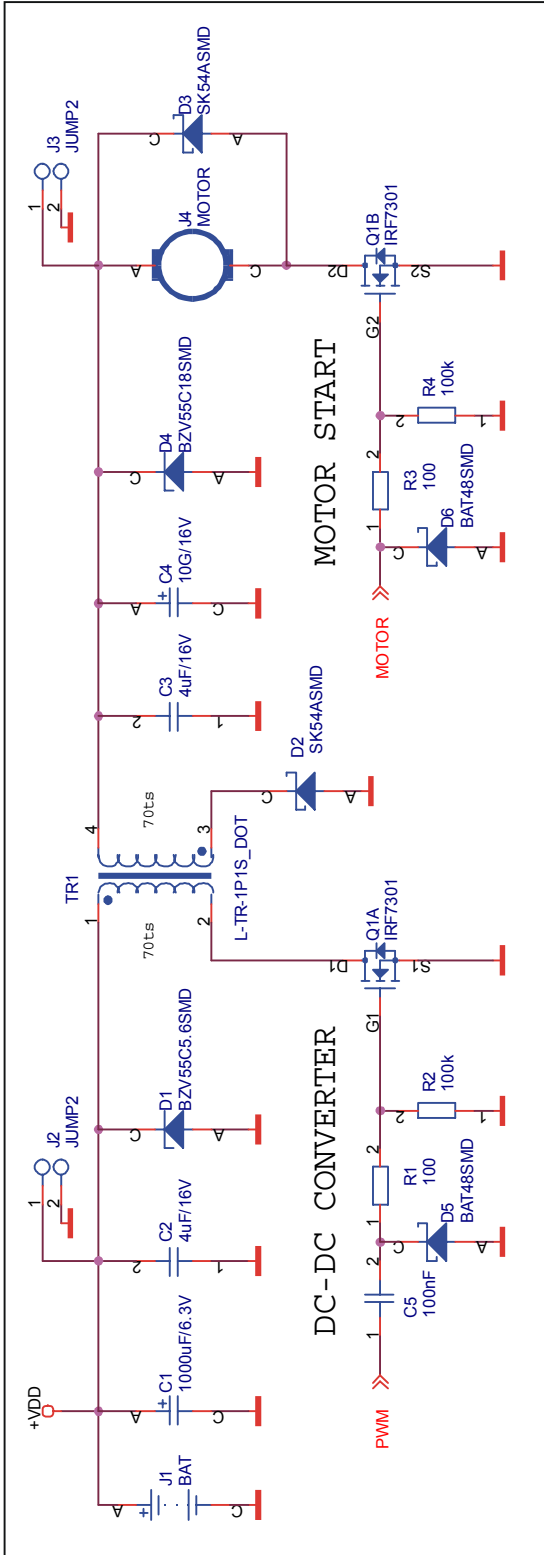 +VDD
J1
BAT
A
+
C
C1
1000uF/6.3V
A
+
C
C2
4uF/16V
2
1
J2
JUMP2
1
2
D1
BZV55C5.6SMD
C
A
TR1
1
2
4
3
70ts
70ts
L-TR-1P1S_DOT
D2
SK54ASMD
C
A
C3
4uF/16V
2
1
C4
10G/16V
A
+
C
D4
BZV55C18SMD
C
A
J4
MOTOR
A
C
J3
JUMP2
1
2
D3
SK54ASMD
C
A
DC-DC CONVERTER
PWM
1
2
C5
100nF
D5
BAT48SMD
C
A
1
2
R1
100
R2
100k
2
1
G1
D1
S1
Q1A
IRF7301
MOTOR START
MOTOR
D6
BAT48SMD
C
A
1
2
R3
100
R4
100k
2
1
G2
D2
S2
Q1B
IRF7301